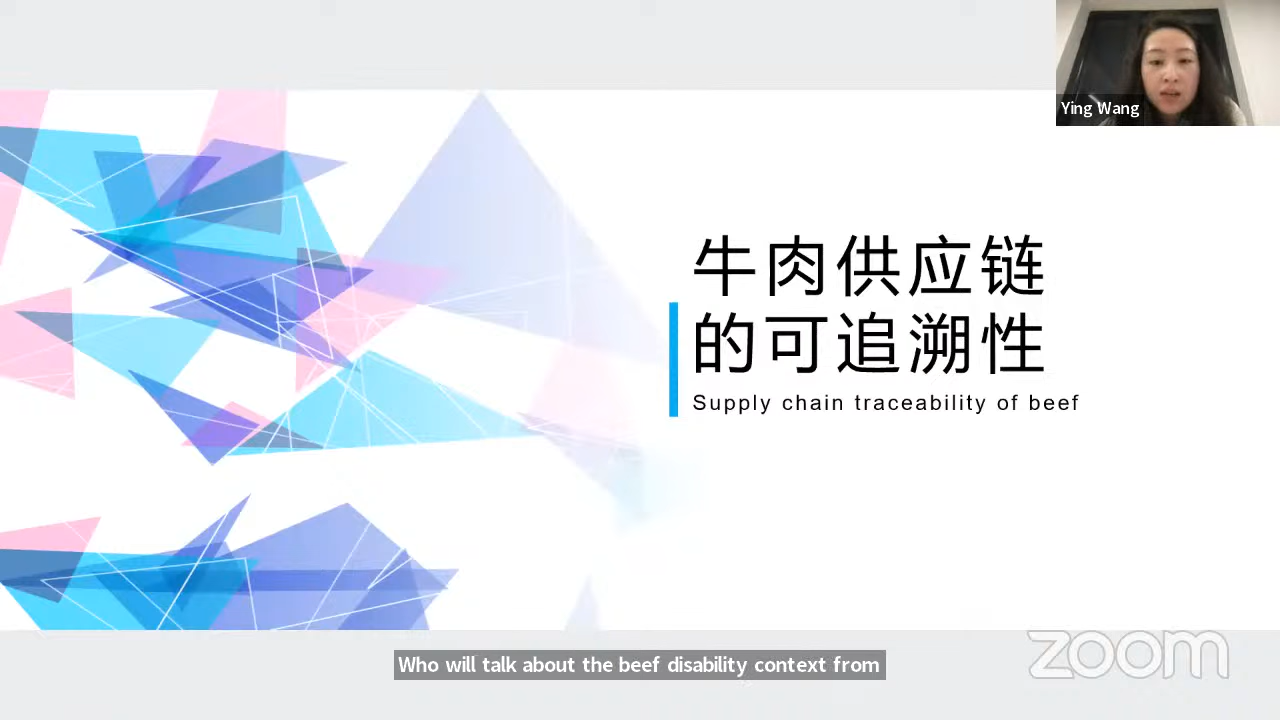 Ying Wang
牛肉供应链
的可追溯性
Supply chain traceability of beef
Who will talk about the beef disability context from
zoom